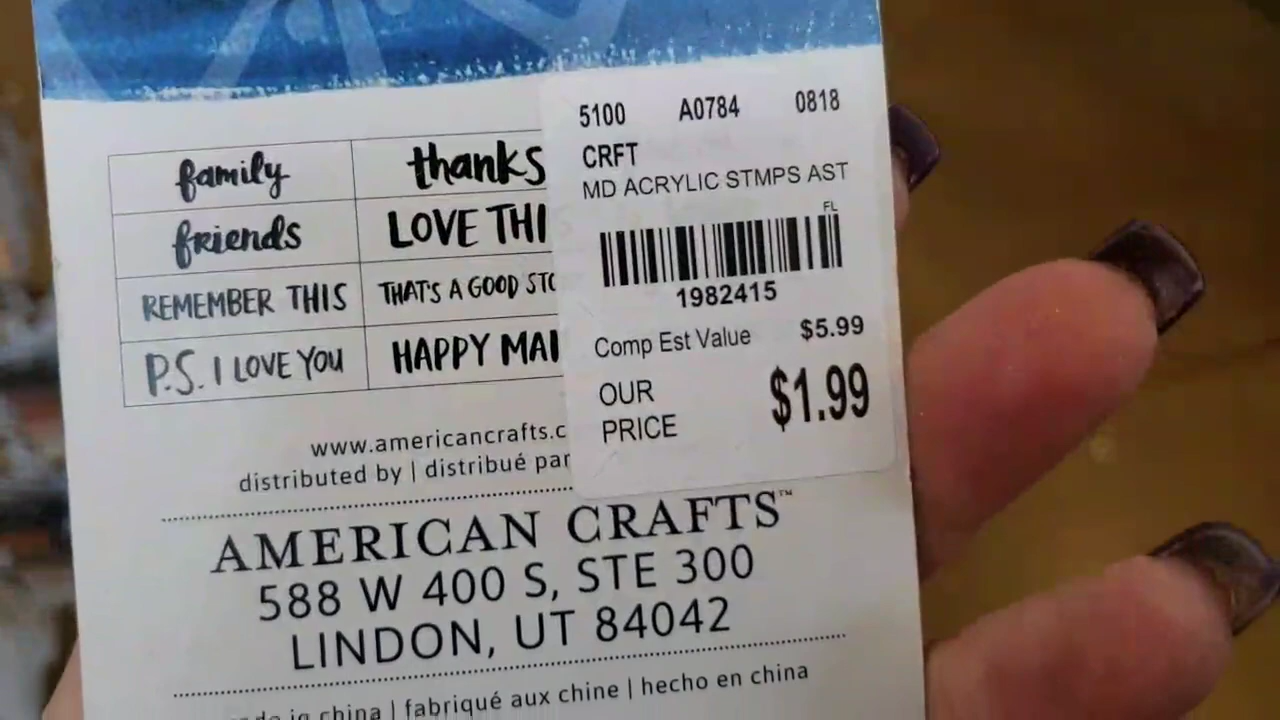 family
thanks
friends
LOVE THI
REMEMBER THIS
THAT'S A GOOD STO
P.S. I LOVE YOU
HAPPY MAI
5100 A0784 0818
CRFT
MD ACRYLIC STMPS AST
FL
1982415
Comp Est Value $5.99
OUR PRICE $1.99
www.americancrafts.c
distributed by | distribué par
AMERICAN CRAFTS™
588 W 400 S, STE 300
LINDON, UT 84042
in china | fabriqué aux chine | hecho en china